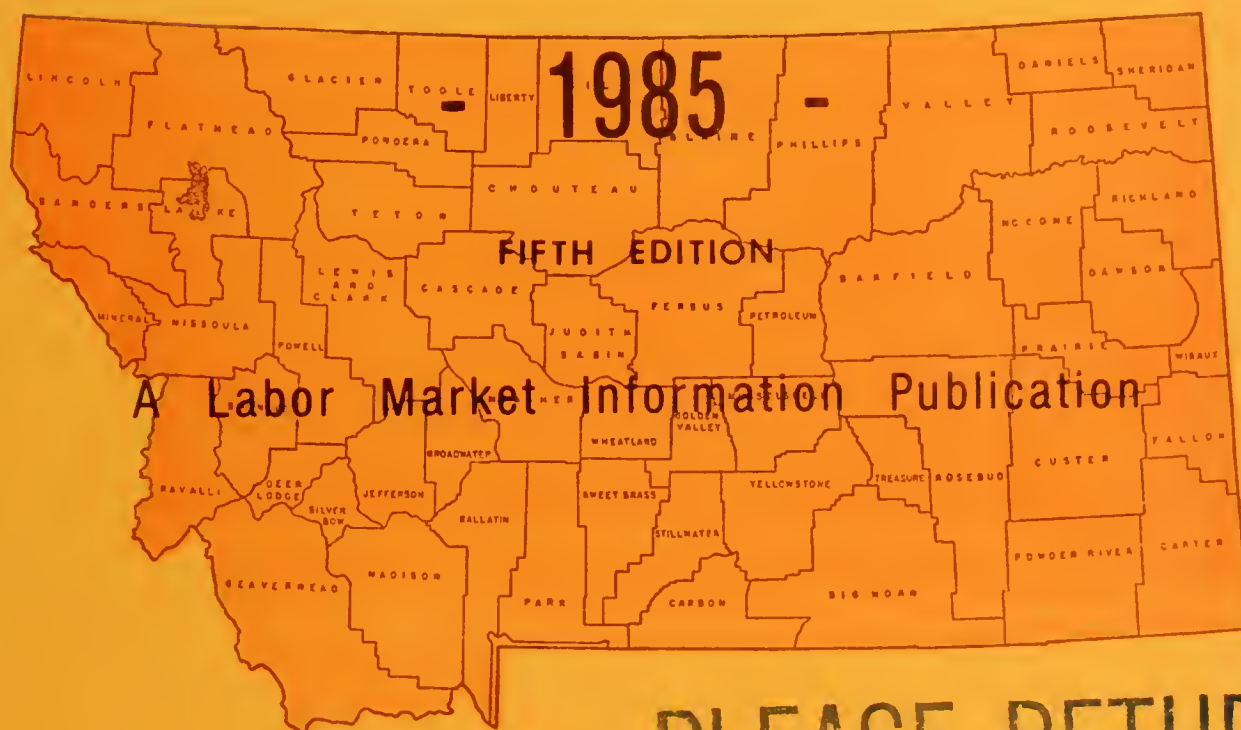 - 1985 -
FIFTH EDITION
A Labor Market Information Publication
LINCOLN
FLATHEAD
GLACIER
TOOLE
LIBERTY
BLAINE
PHILLIPS
VALLEY
DANIELS
SHERIDAN
ROOSEVELT
PONDERA
CHOUTEAU
TETON
SANDERS
LAKE
LEWIS
AND
CLARK
CASCADE
JUDITH
BASIN
FERGUS
PETROLEUM
GARFIELD
MCCONE
RICHLAND
DAWSON
PRAIRIE
WIBAUX
MINERAL
MISSOULA
POWELL
BROADWATER
WHEATLAND
GOLDEN
VALLEY
RAVALLI
DEER
LODGE
SILVER
BOW
JEFFERSON
GALLATIN
SWEET GRASS
STILLWATER
YELLOWSTONE
TREASURE
ROSEBUD
CUSTER
FALLON
BEAVERHEAD
MADISON
PARK
CARBON
BIG HORN
POWDER RIVER
CARTER
PLEASE RETUR